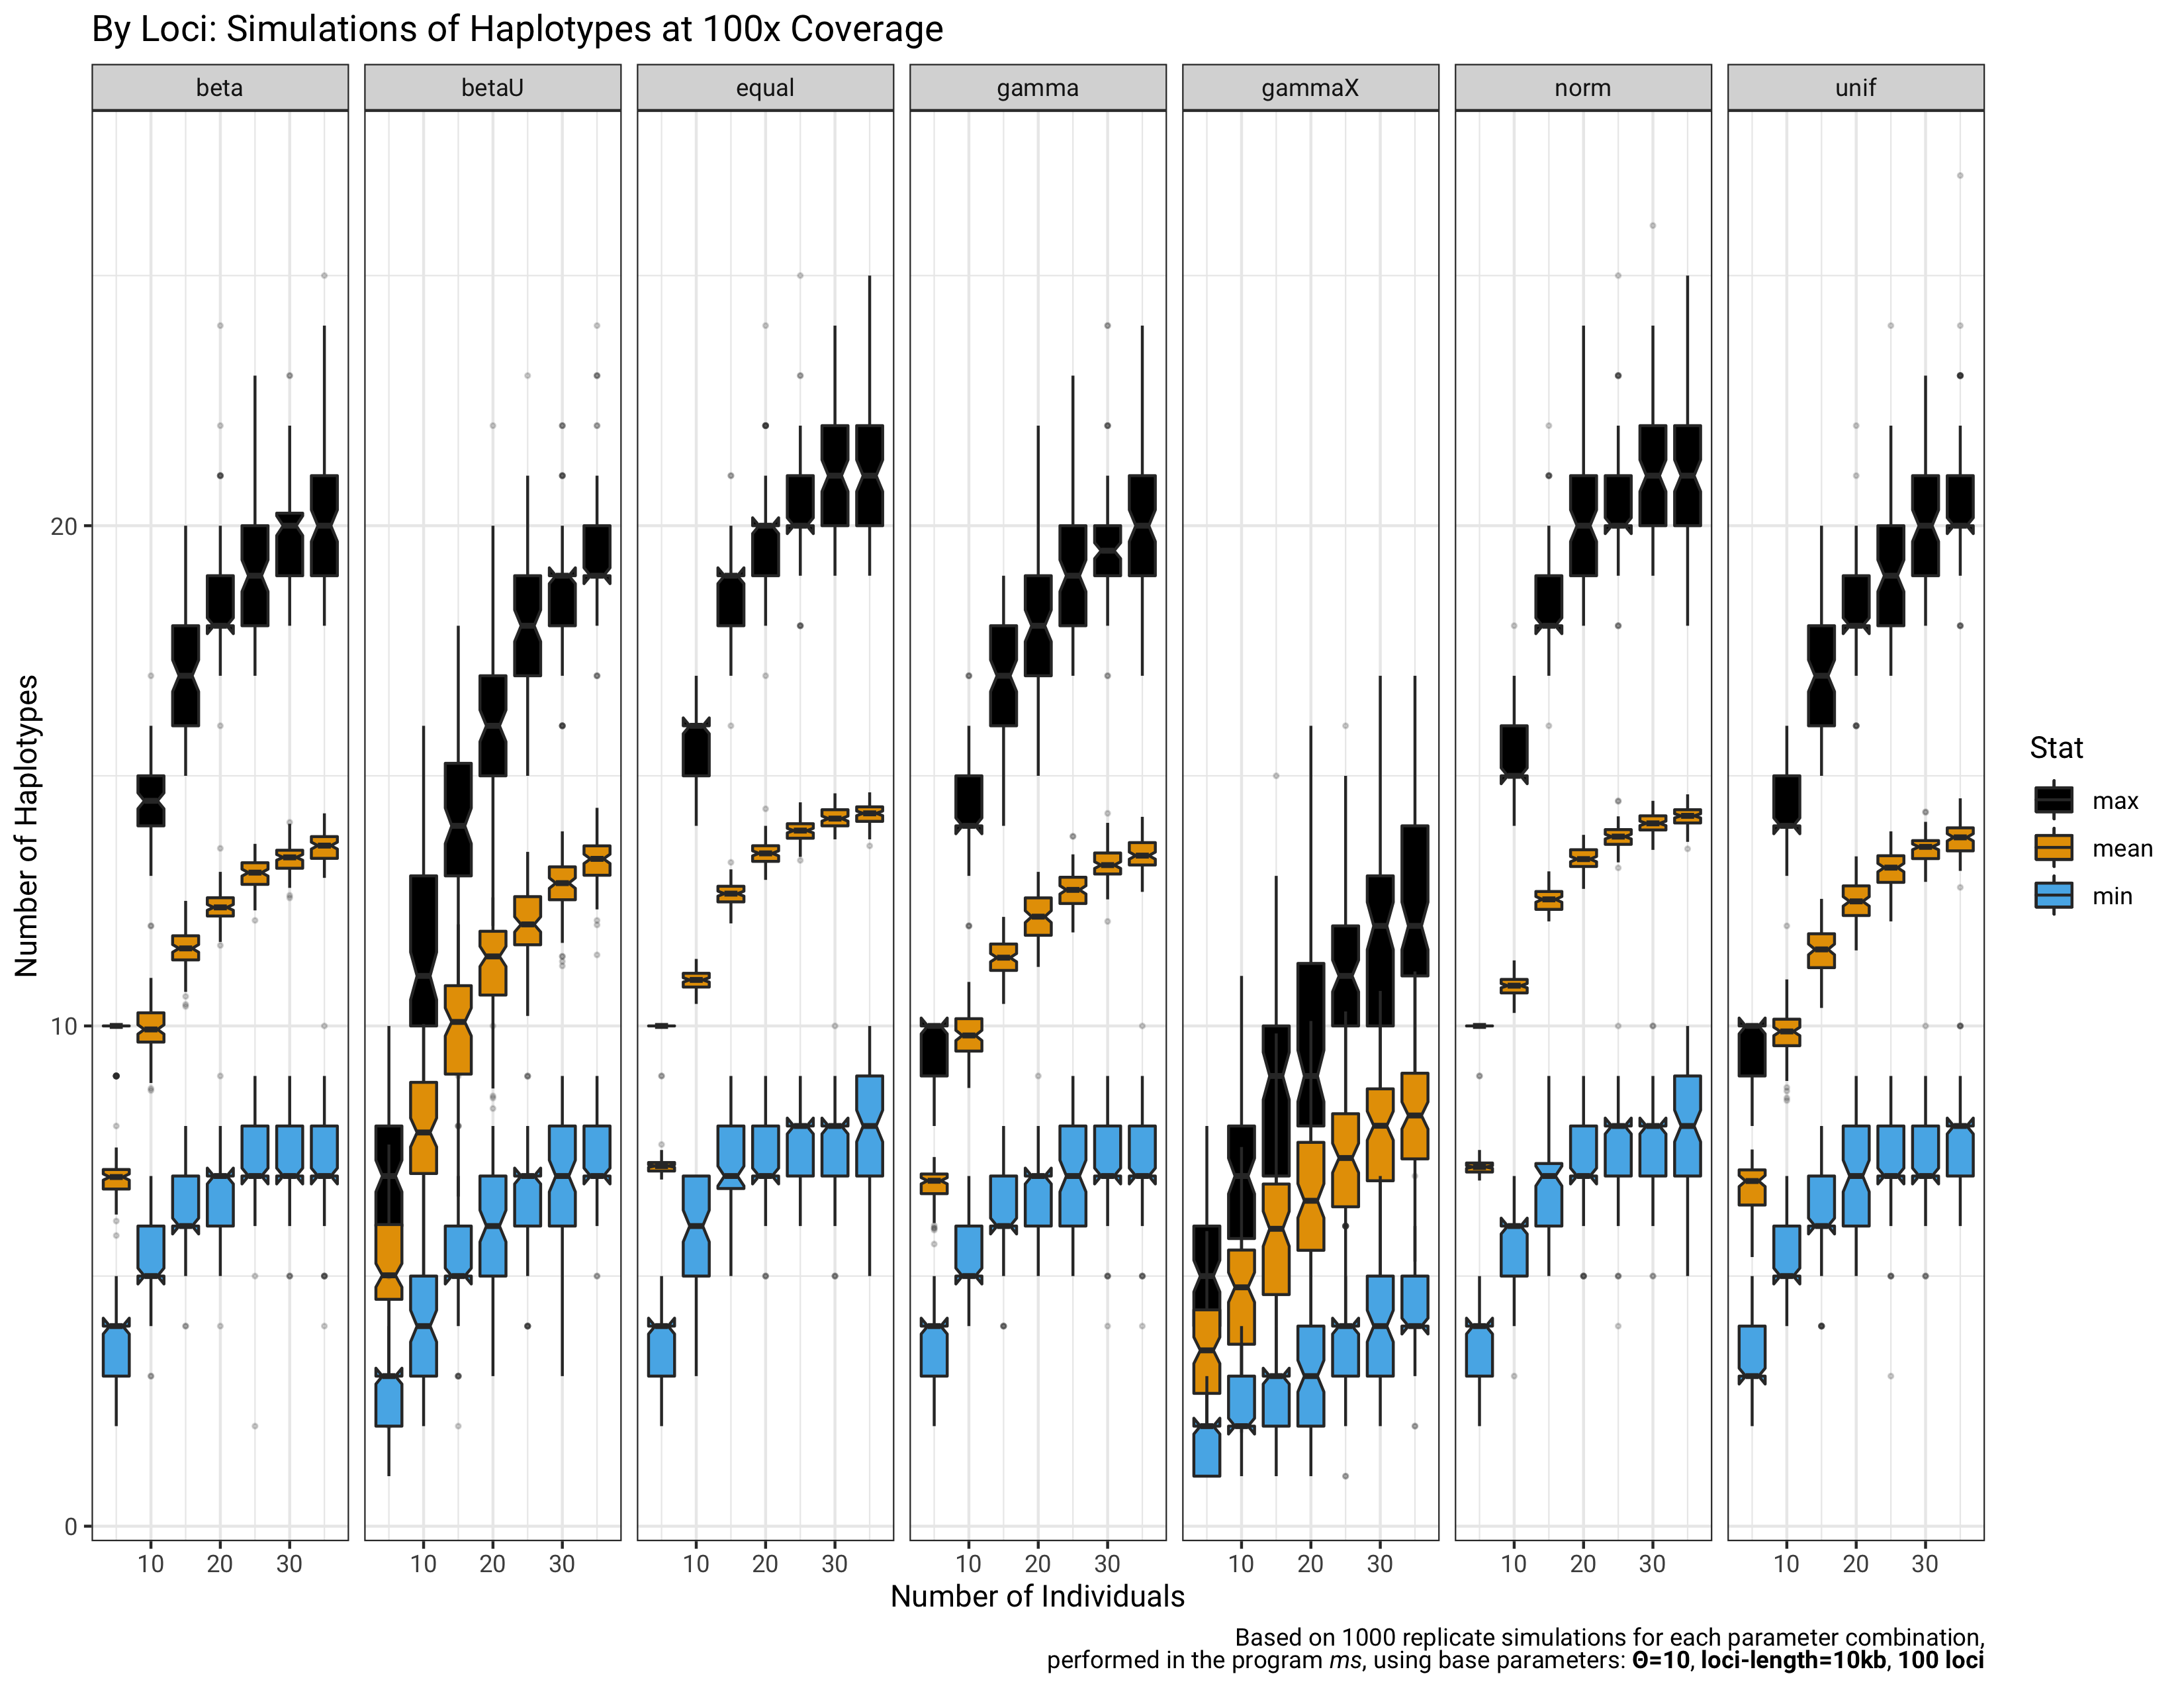 By Loci: Simulations of Haplotypes at 100x Coverage
beta betaU equal gamma gammaX norm unif
Number of Haplotypes
20
10
0
10 20 30 10 20 30 10 20 30 10 20 30 10 20 30 10 20 30 10 20 30
Number of Individuals
Stat
max
mean
min
Based on 1000 replicate simulations for each parameter combination,
performed in the program ms, using base parameters: Θ=10, loci-length=10kb, 100 loci